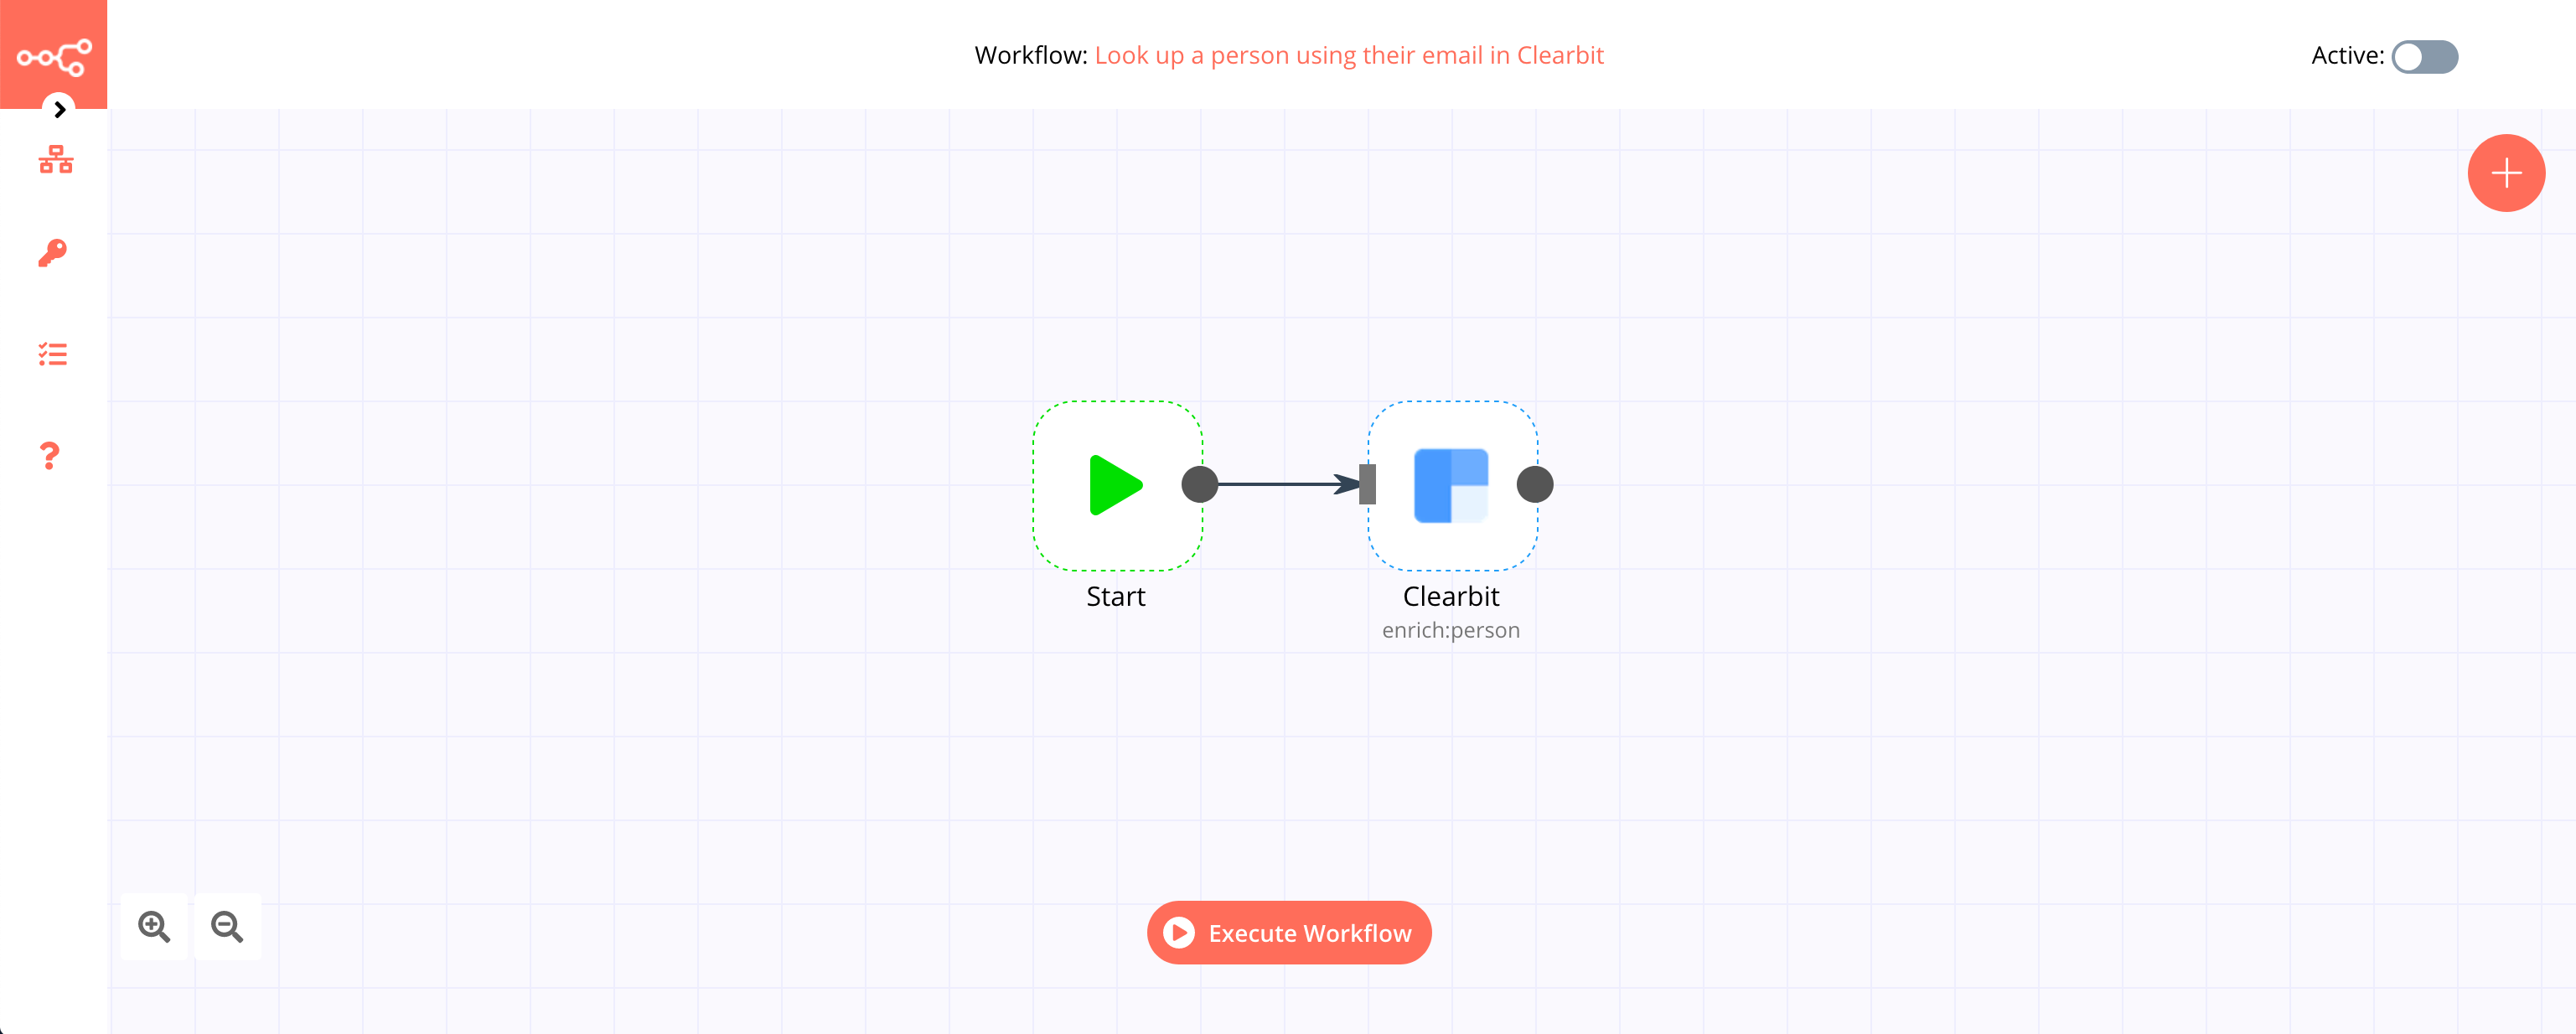 Workflow: Look up a person using their email in Clearbit
Active:
Start
Clearbit
enrich:person
Execute Workflow